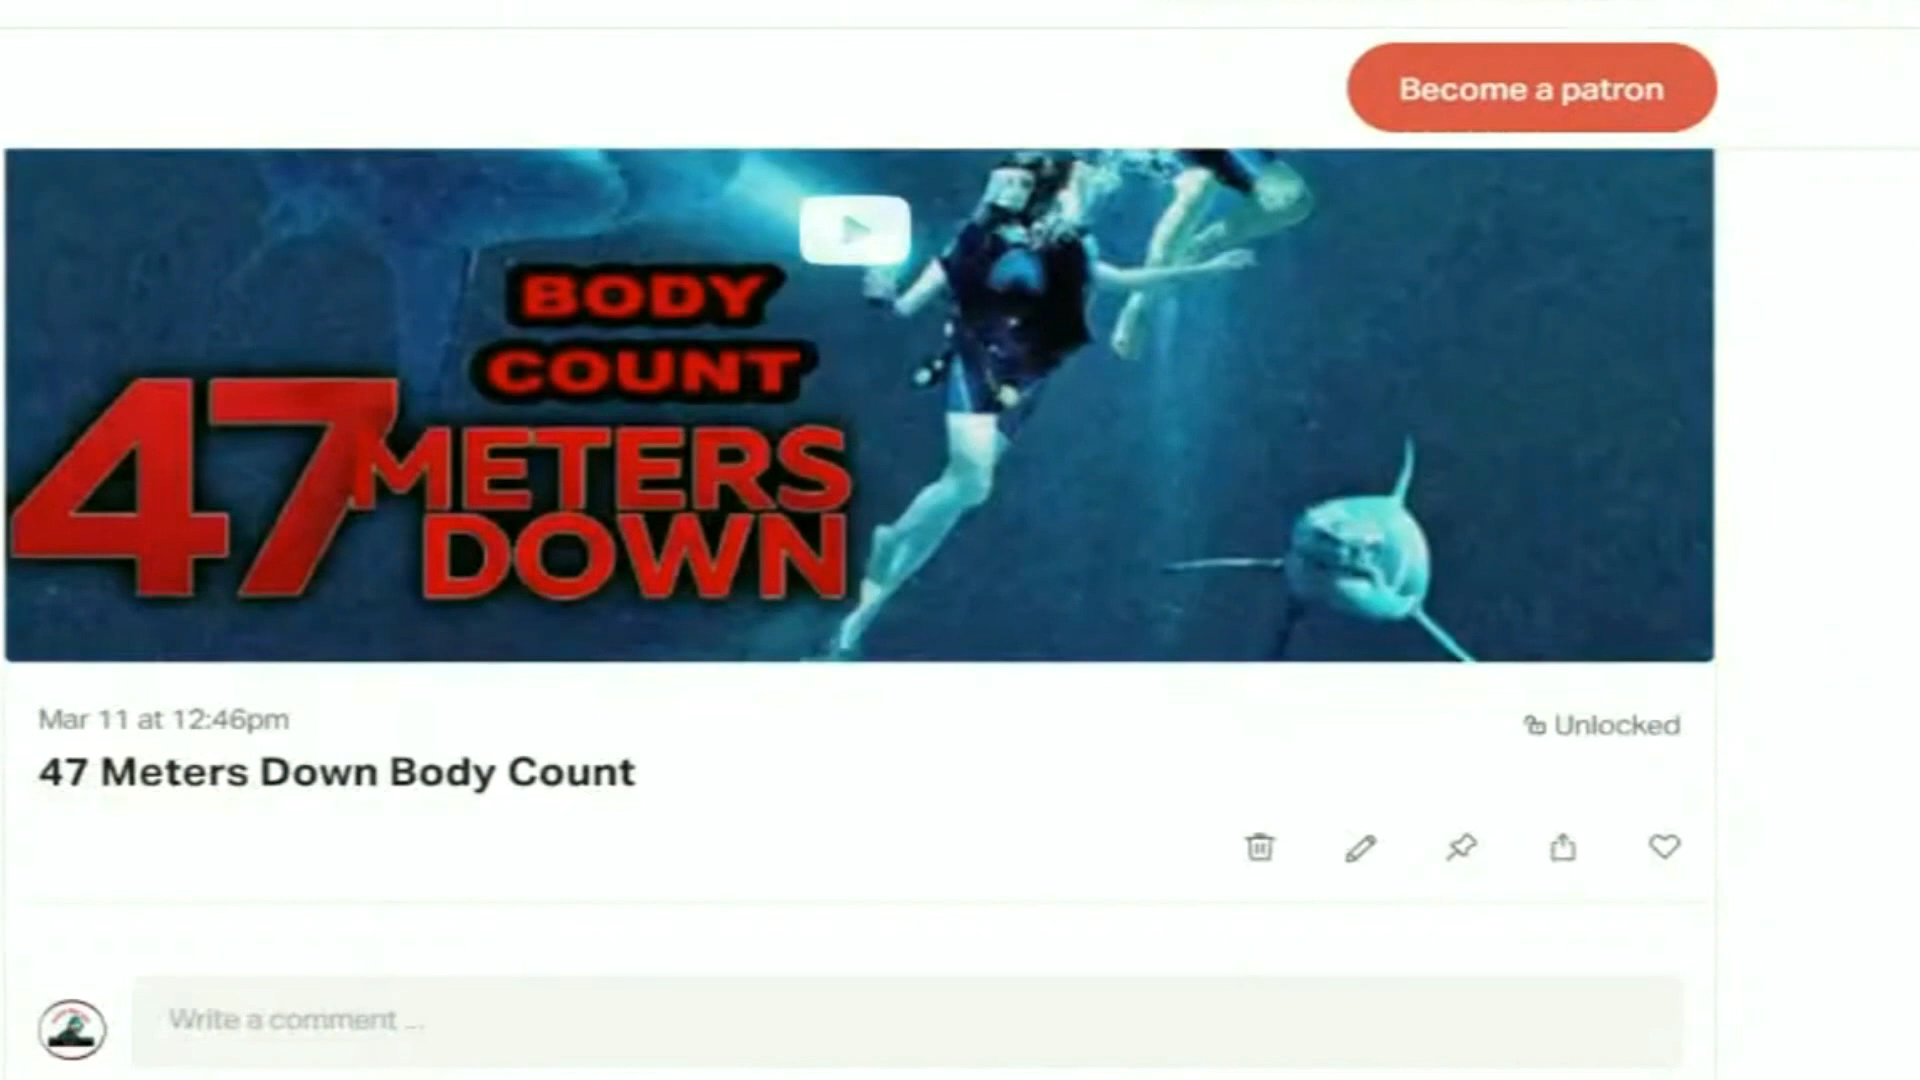 Become a patron
BODY
COUNT
47 METERS
DOWN
Mar 11 at 12:46pm
Unlocked
47 Meters Down Body Count
Write a comment ...